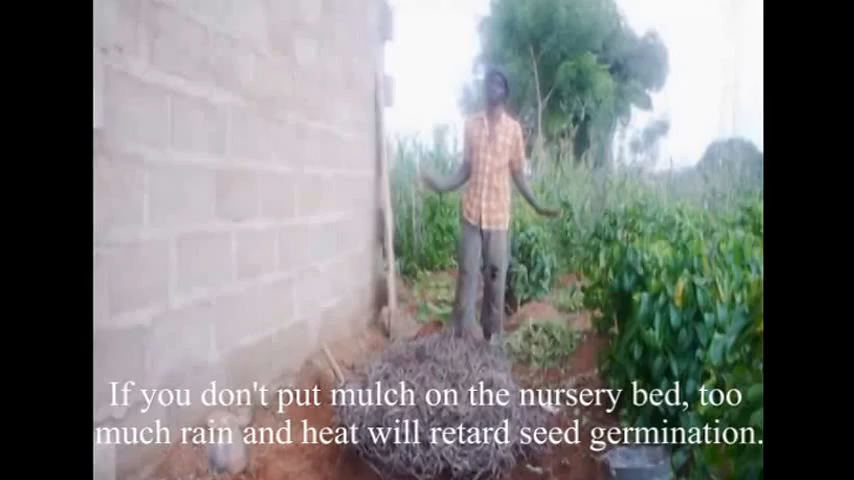 If you don't put mulch on the nursery bed, too
much rain and heat will retard seed germination.